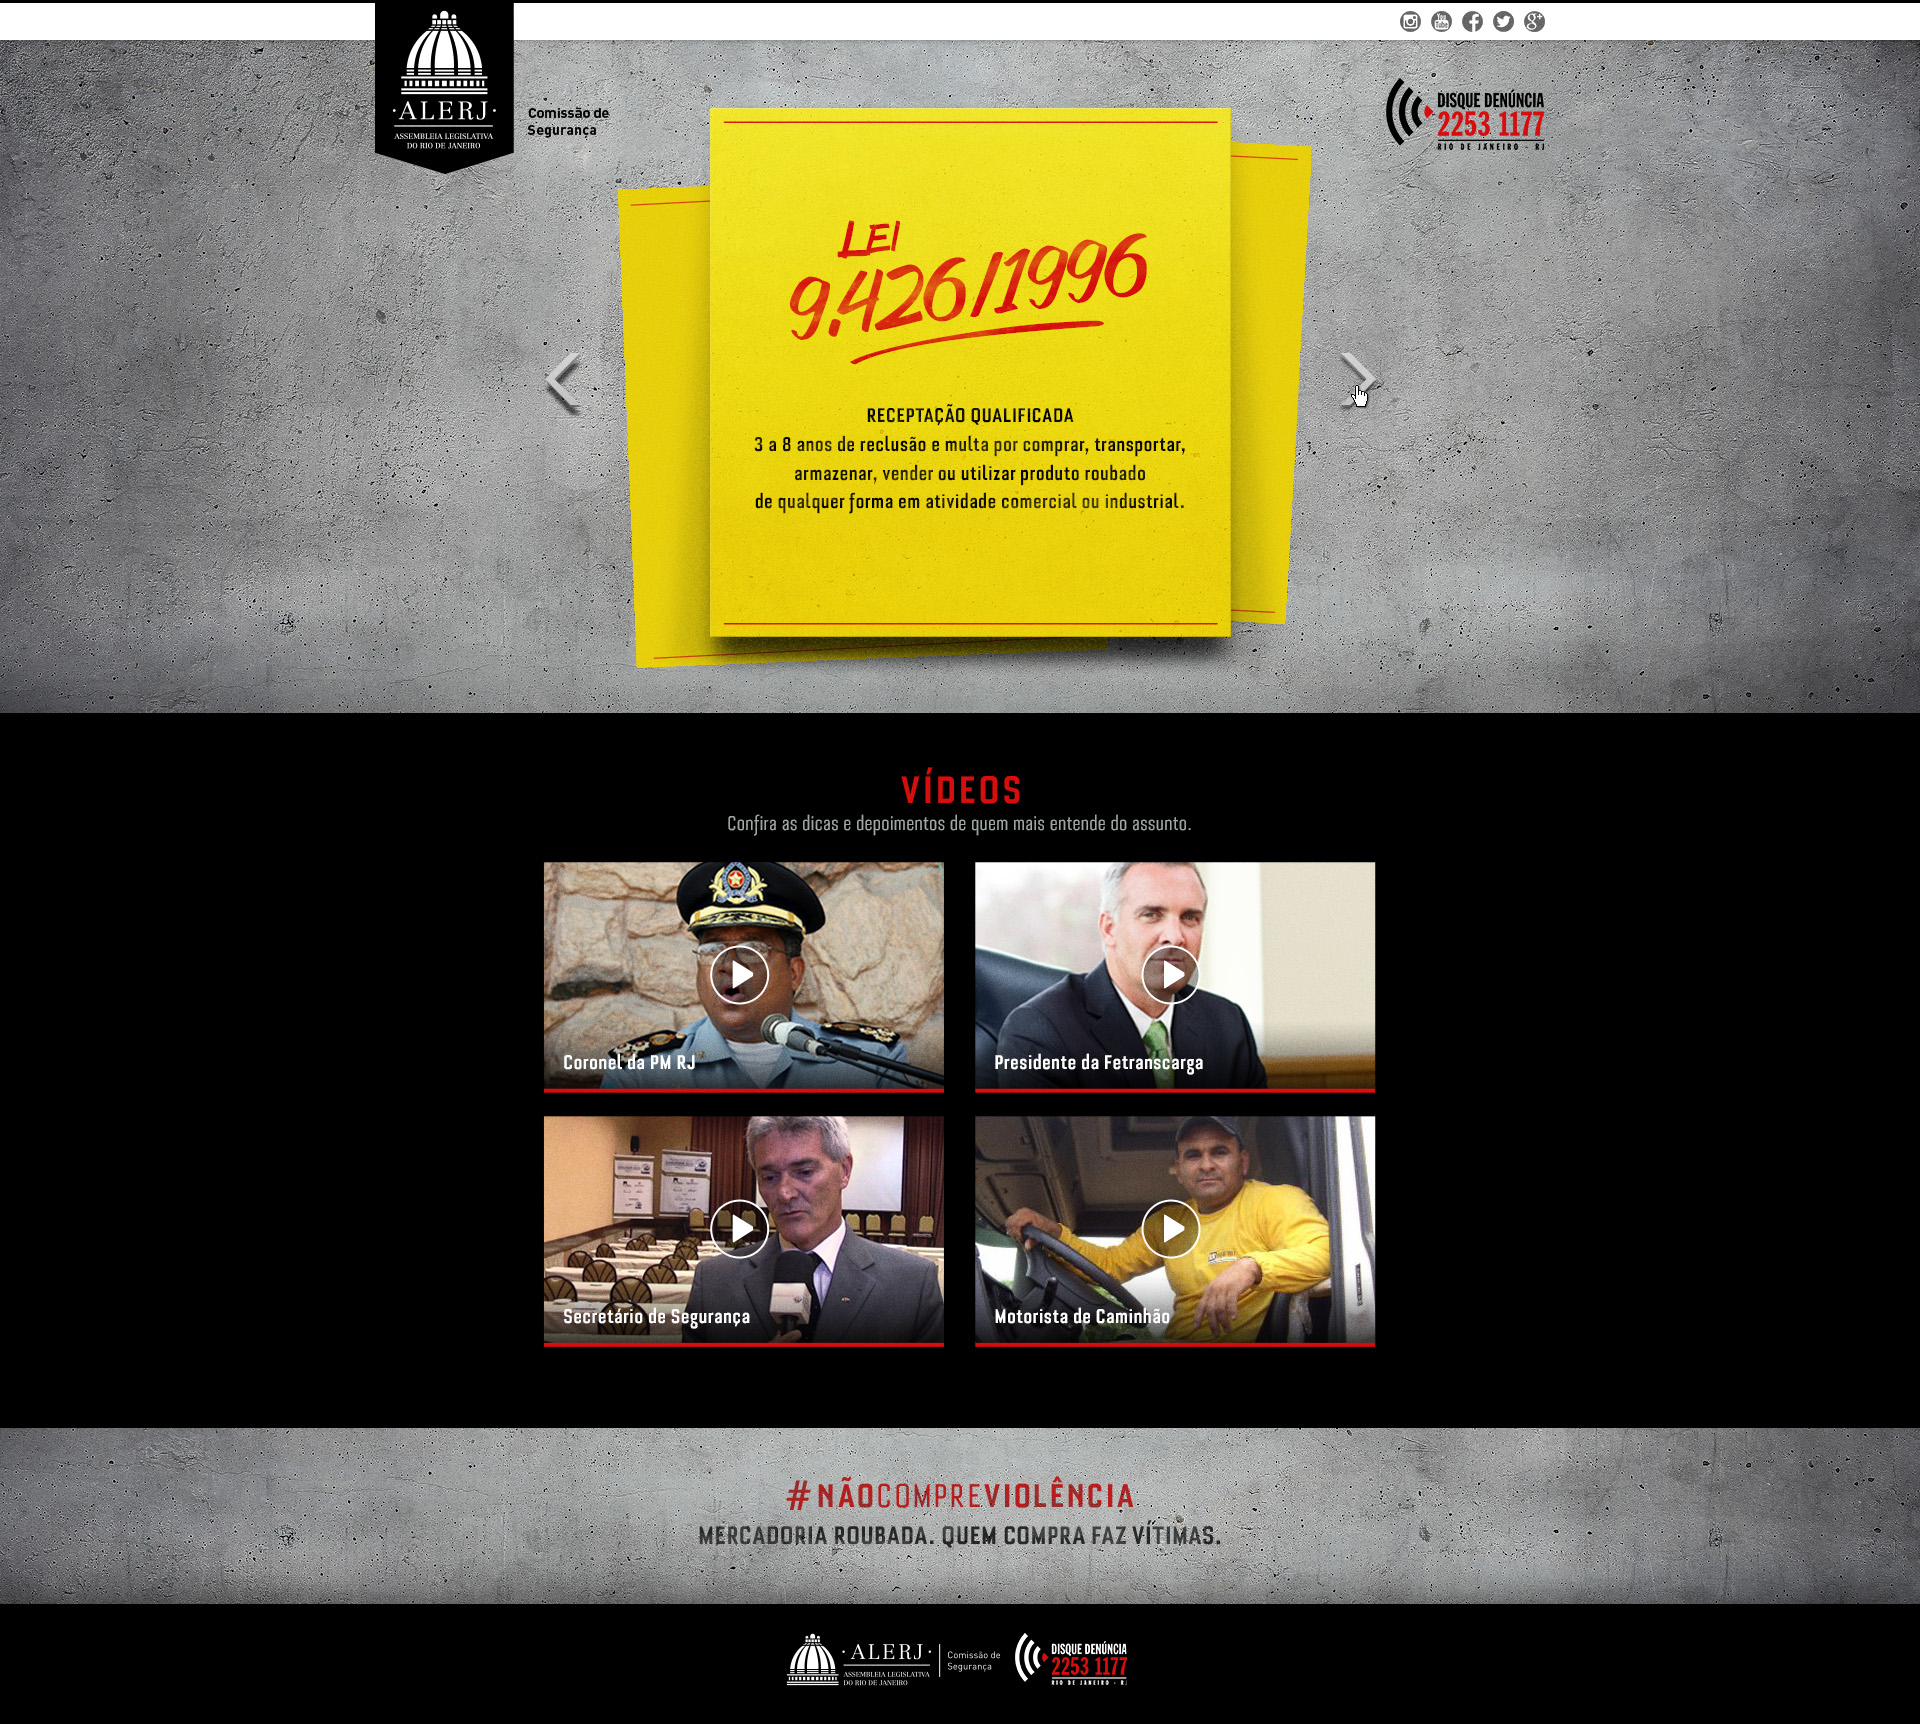 · ALERJ ·
ASSEMBLEIA LEGISLATIVA
DO RIO DE JANEIRO
Comissão de
Segurança
DISQUE DENÚNCIA
2253 1177
RIO DE JANEIRO - RJ
LEI
9.426/1996
RECEPTAÇÃO QUALIFICADA
3 a 8 anos de reclusão e multa por comprar, transportar,
armazenar, vender ou utilizar produto roubado
de qualquer forma em atividade comercial ou industrial.
VÍDEOS
Confira as dicas e depoimentos de quem mais entende do assunto.
Coronel da PM RJ
Presidente da Fetranscarga
Secretário de Segurança
Motorista de Caminhão
#NÃOCOMPREVIOLÊNCIA
MERCADORIA ROUBADA. QUEM COMPRA FAZ VÍTIMAS.
· ALERJ ·
ASSEMBLEIA LEGISLATIVA
DO RIO DE JANEIRO
Comissão de
Segurança
DISQUE DENÚNCIA
2253 1177
RIO DE JANEIRO - RJ